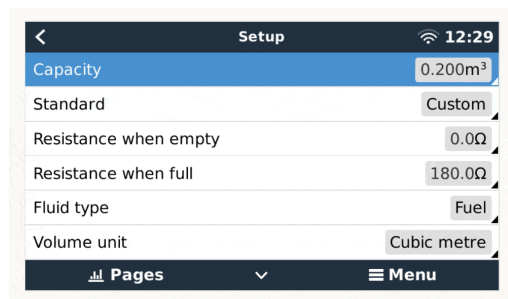 Setup 12:29
Capacity 0.200m³
Standard Custom
Resistance when empty 0.0Ω
Resistance when full 180.0Ω
Fluid type Fuel
Volume unit Cubic metre
Pages Menu